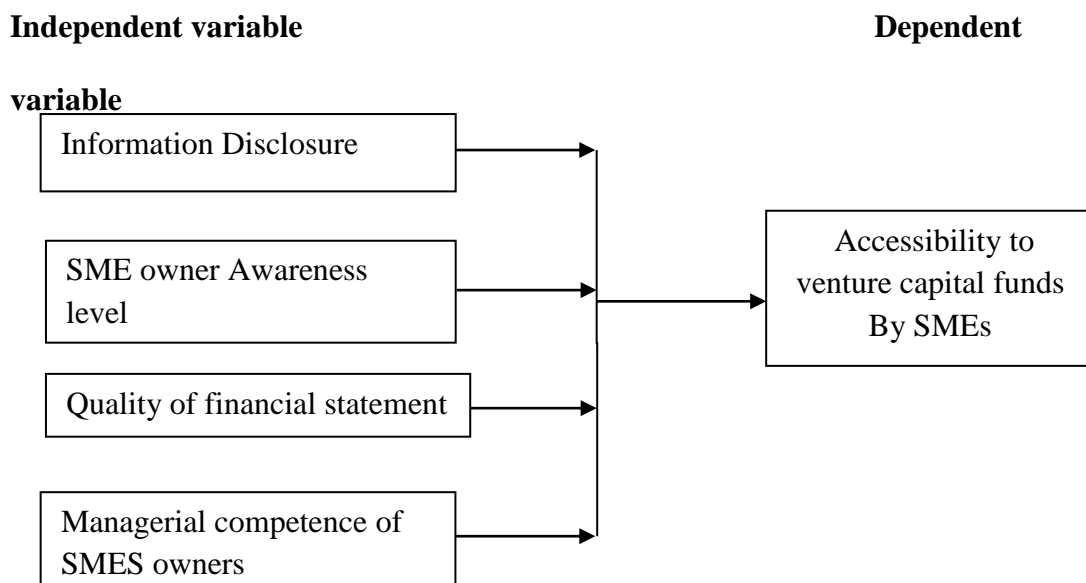 Independent variable Dependent
variable
Information Disclosure
SME owner Awareness
level
Quality of financial statement
Managerial competence of
SMES owners
Accessibility to
venture capital funds
By SMEs